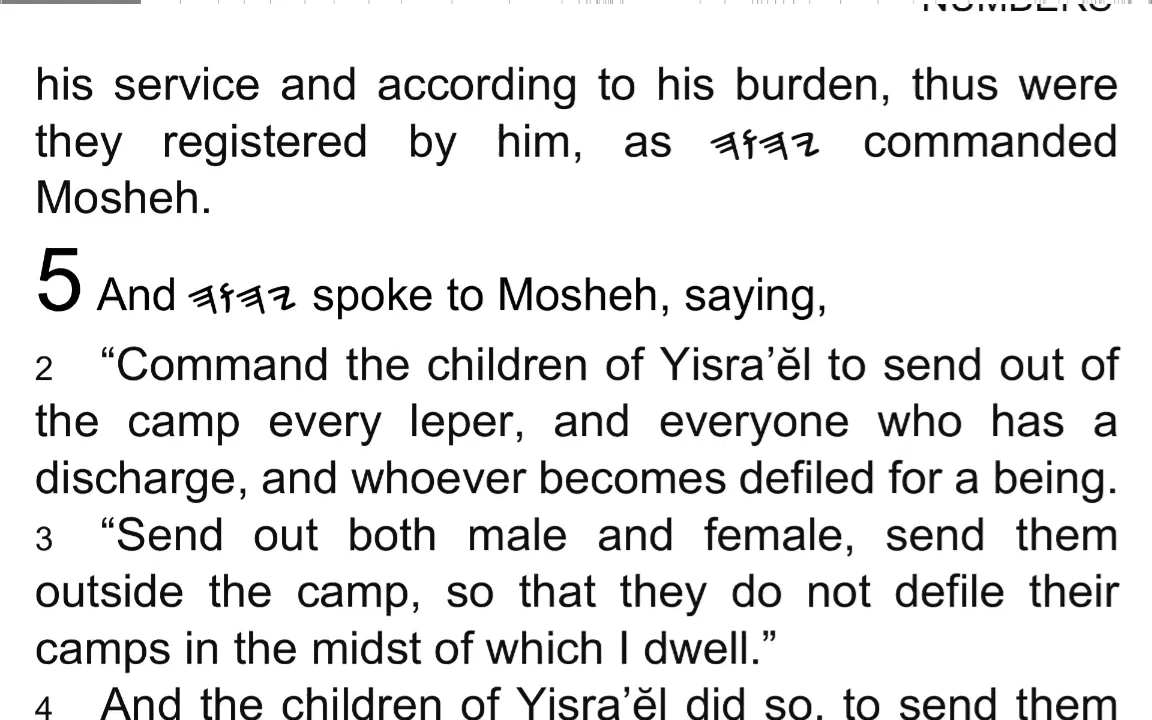 NUMBERS
his service and according to his burden, thus were
they registered by him, as 𐤉𐤄𐤅𐤄 commanded
Mosheh.
5 And 𐤉𐤄𐤅𐤄 spoke to Mosheh, saying,
2 “Command the children of Yisra’ĕl to send out of
the camp every leper, and everyone who has a
discharge, and whoever becomes defiled for a being.
3 “Send out both male and female, send them
outside the camp, so that they do not defile their
camps in the midst of which I dwell.”
4 And the children of Yisra’ĕl did so, to send them